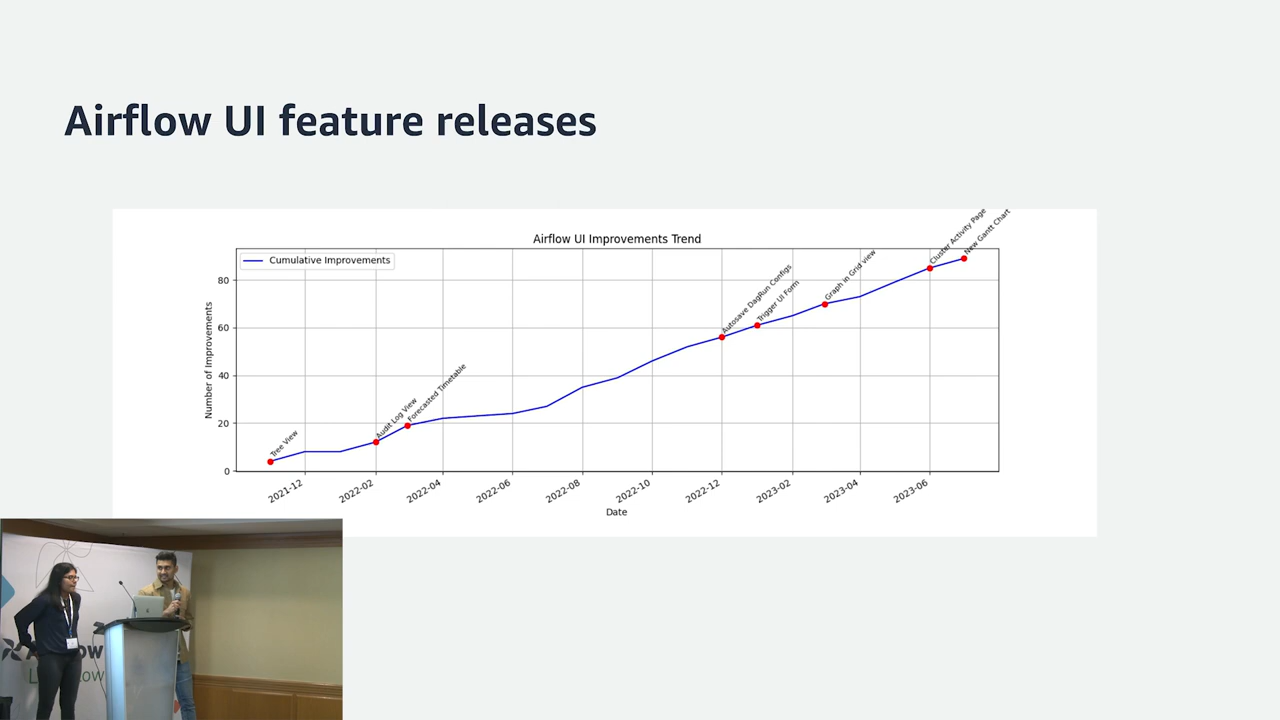 Airflow UI feature releases
Airflow UI Improvements Trend
Cumulative Improvements
Number of Improvements
80
60
40
20
0
Tree View
Audit Log View
Forecasted Timetable
Autosave DagRun Configs
Trigger UI Form
Graph in Grid view
Cluster Activity Page
New Gantt Chart
2021-12
2022-02
2022-04
2022-06
2022-08
2022-10
2022-12
2023-02
2023-04
2023-06
Date